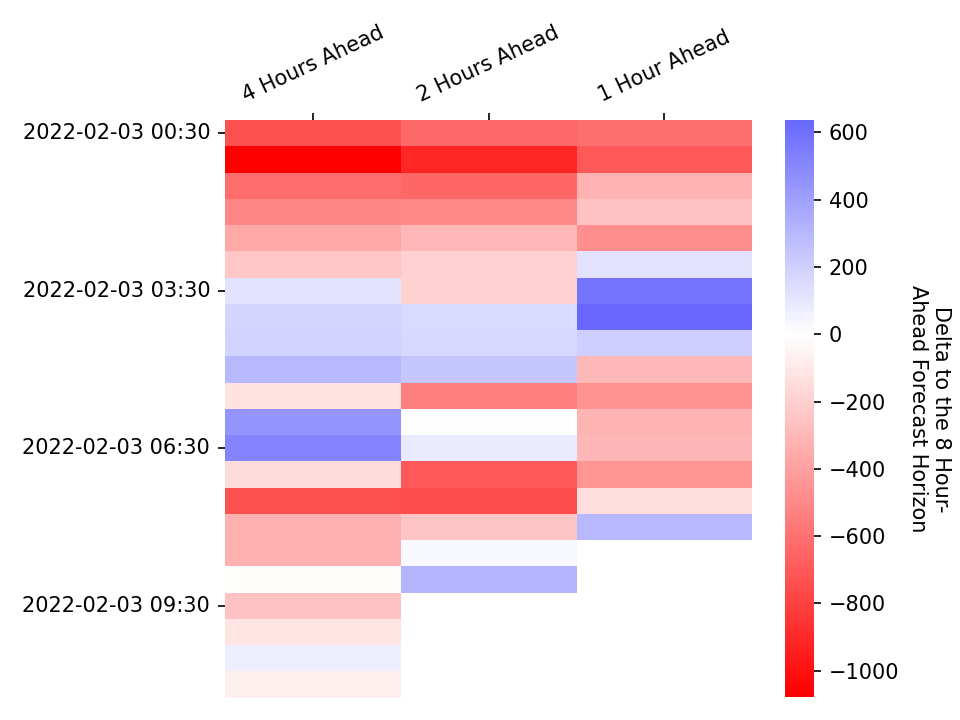 4 Hours Ahead
2 Hours Ahead
1 Hour Ahead
2022-02-03 00:30
2022-02-03 03:30
2022-02-03 06:30
2022-02-03 09:30
600
400
200
0
−200
−400
−600
−800
−1000
Delta to the 8 Hour-
Ahead Forecast Horizon